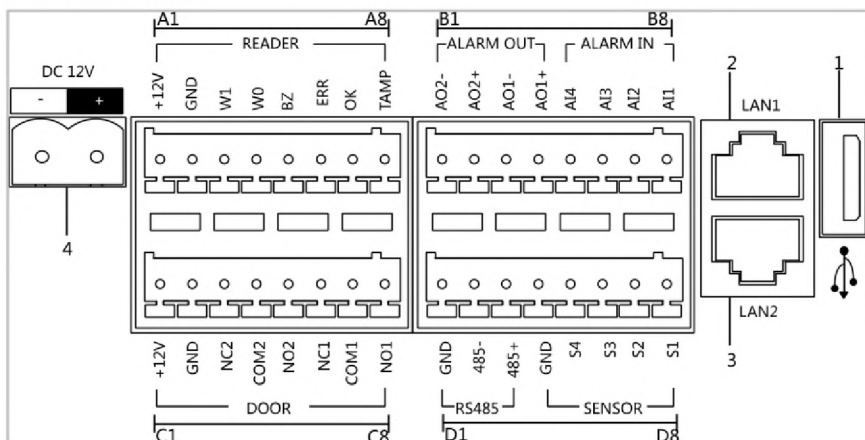 A1 A8 B1 B8
READER ALARM OUT ALARM IN
DC 12V
- +
+12V GND W1 W0 BZ ERR OK TAMP AO2- AO2+ AO1- AO1+ AI4 AI3 AI2 AI1
2 1
LAN1
4
LAN2
3
+12V GND NC2 COM2 NO2 NC1 COM1 NO1 GND 485- 485+ GND S4 S3 S2 S1
DOOR RS485 SENSOR
C1 C8 D1 D8